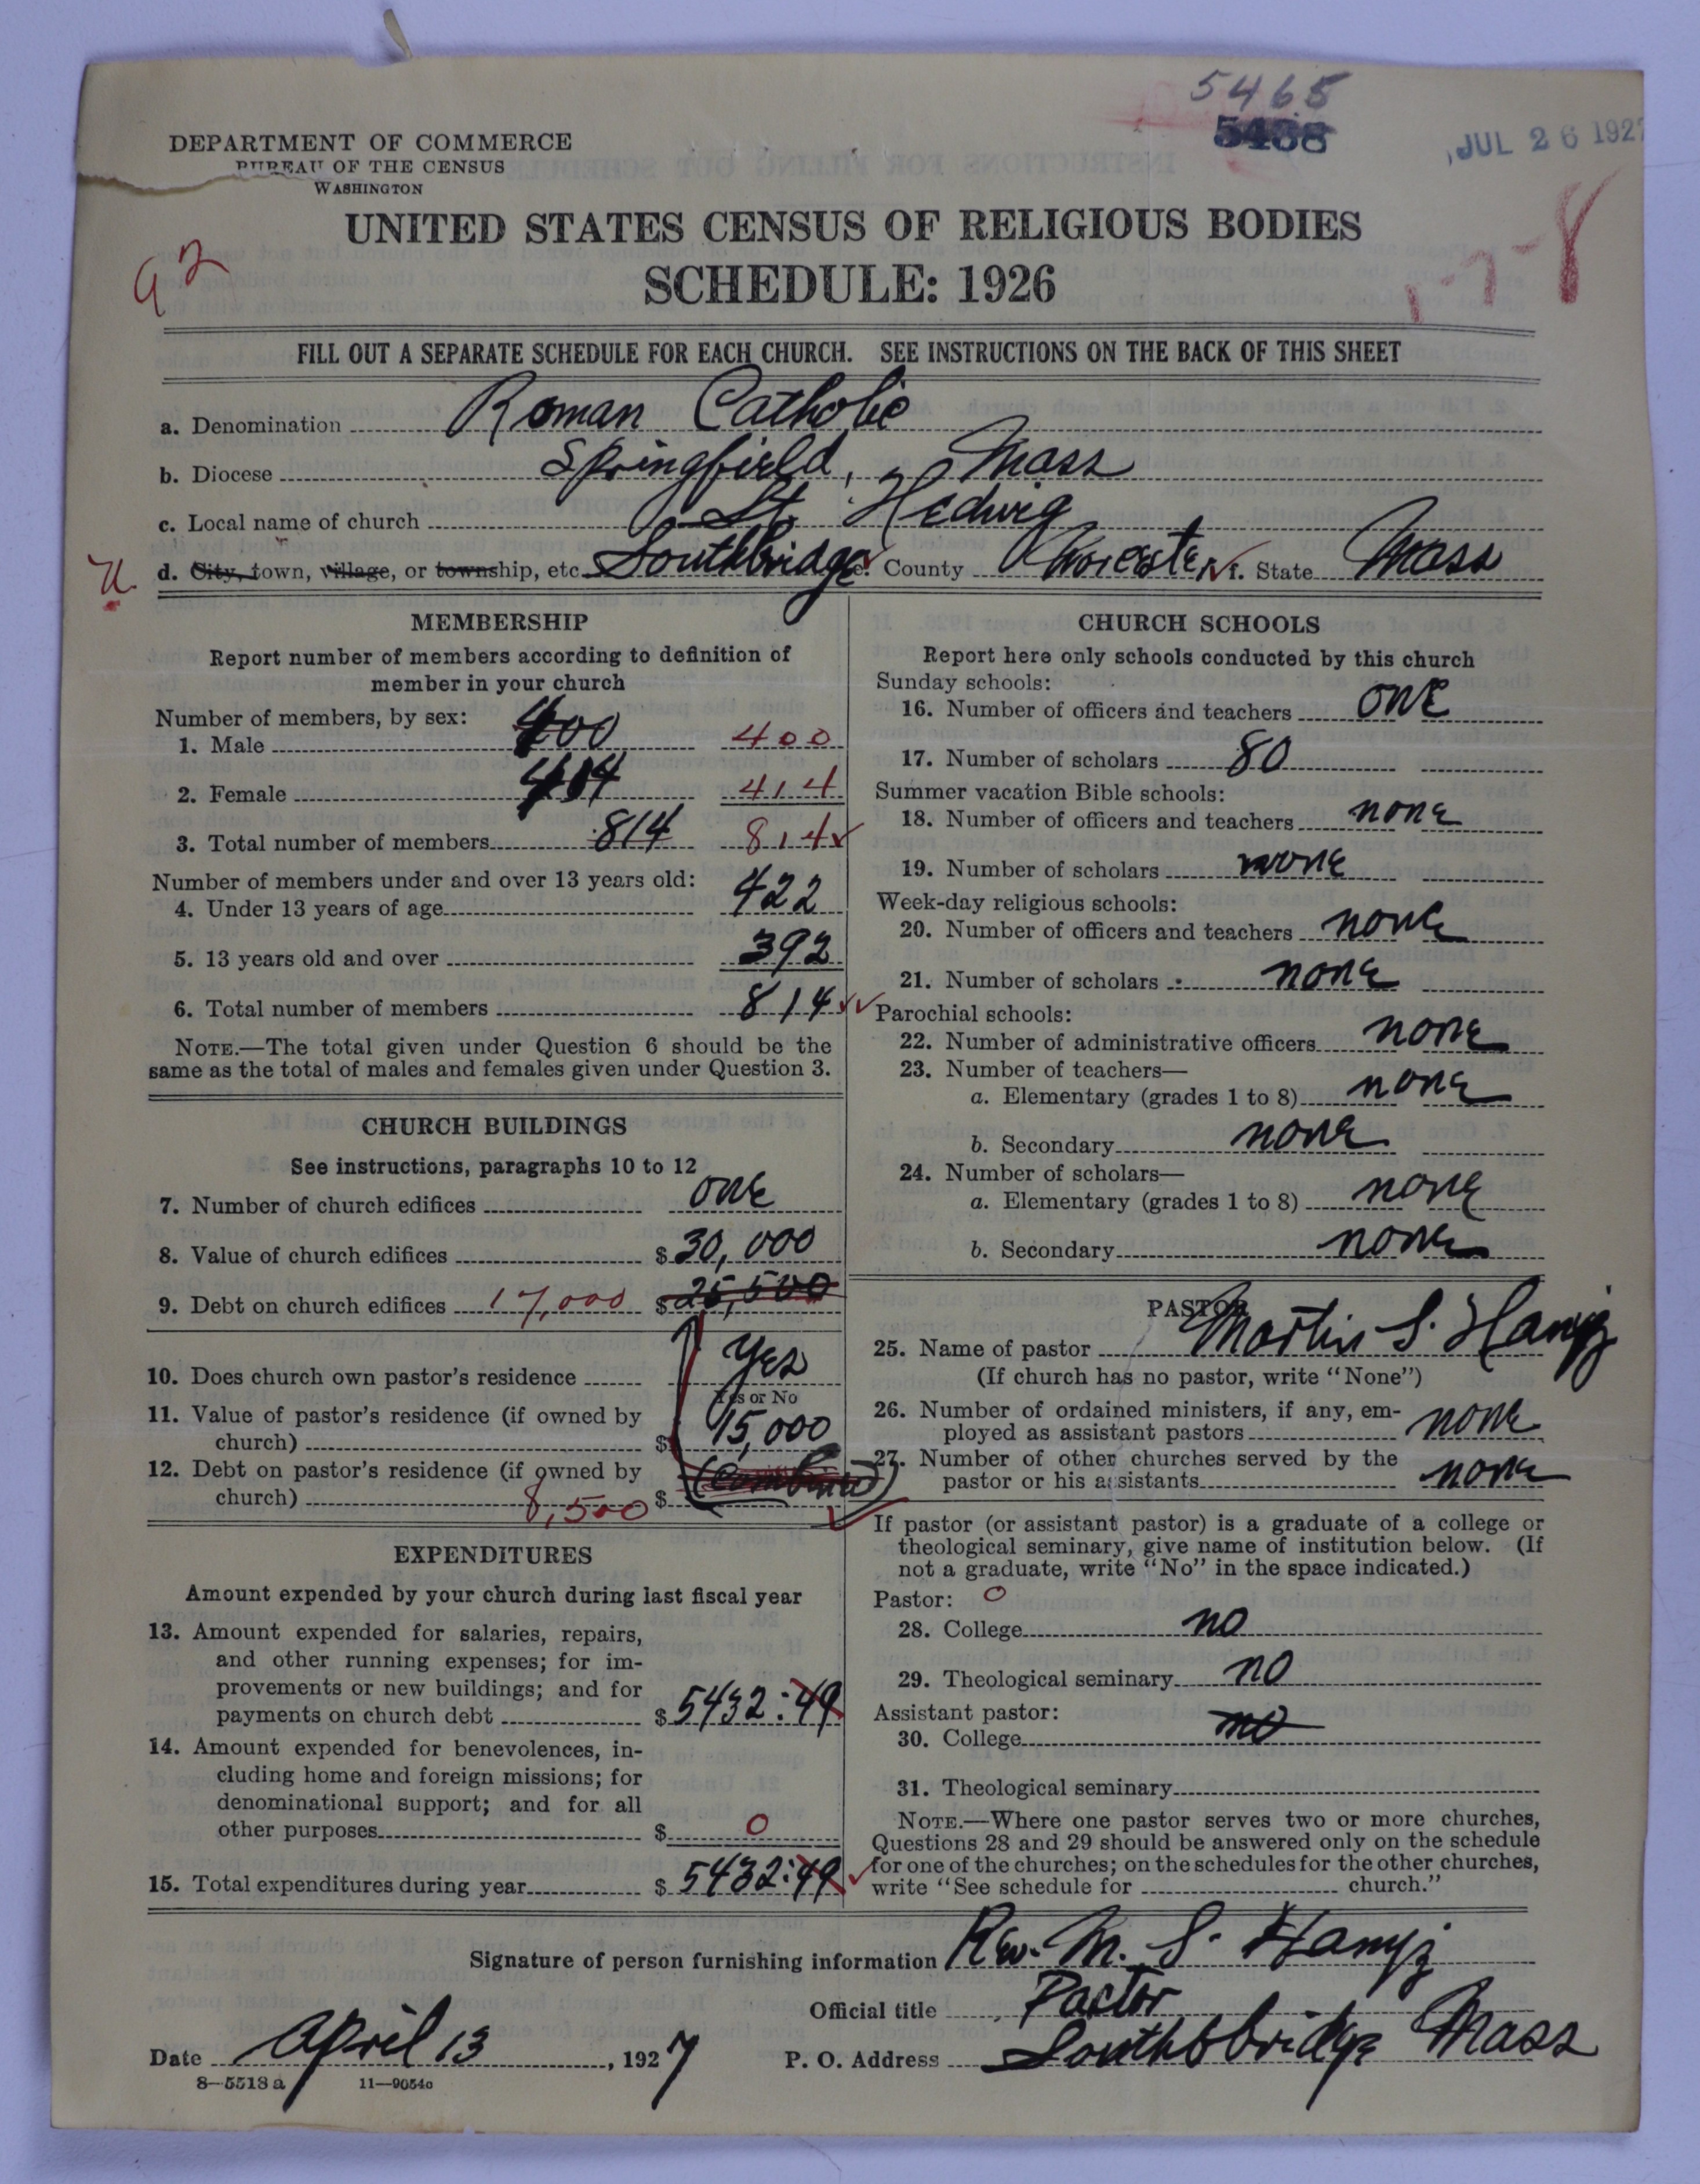 5468
5408
JUL 26 1927
DEPARTMENT OF COMMERCE
BUREAU OF THE CENSUS
WASHINGTON
UNITED STATES CENSUS OF RELIGIOUS BODIES
SCHEDULE: 1926
92
17-8
FILL OUT A SEPARATE SCHEDULE FOR EACH CHURCH. SEE INSTRUCTIONS ON THE BACK OF THIS SHEET
a. Denomination Roman Catholic
b. Diocese Springfield, Mass
c. Local name of church St. Hedwig
d. City, town, village, or township, etc. Southbridge e. County Worcester f. State Mass
MEMBERSHIP
Report number of members according to definition of
member in your church
Number of members, by sex:
1. Male 400 400
2. Female 414 414
3. Total number of members 814 814
Number of members under and over 13 years old:
4. Under 13 years of age 422
5. 13 years old and over 392
6. Total number of members 814
NOTE.—The total given under Question 6 should be the
same as the total of males and females given under Question 3.
CHURCH BUILDINGS
See instructions, paragraphs 10 to 12
7. Number of church edifices one
8. Value of church edifices $ 30,000
9. Debt on church edifices 17,000 $ 25,500
10. Does church own pastor's residence Yes
Yes or No
11. Value of pastor's residence (if owned by
church) $ 15,000
12. Debt on pastor's residence (if owned by
church) 8,500 $ (Combined)
EXPENDITURES
Amount expended by your church during last fiscal year
13. Amount expended for salaries, repairs,
and other running expenses; for im-
provements or new buildings; and for
payments on church debt $ 5432:49
14. Amount expended for benevolences, in-
cluding home and foreign missions; for
denominational support; and for all
other purposes $ 0
15. Total expenditures during year $ 5432:49
CHURCH SCHOOLS
Report here only schools conducted by this church
Sunday schools:
16. Number of officers and teachers one
17. Number of scholars 80
Summer vacation Bible schools:
18. Number of officers and teachers none
19. Number of scholars none
Week-day religious schools:
20. Number of officers and teachers none
21. Number of scholars none
Parochial schools:
22. Number of administrative officers none
23. Number of teachers—
a. Elementary (grades 1 to 8) none
b. Secondary none
24. Number of scholars—
a. Elementary (grades 1 to 8) none
b. Secondary none
PASTOR
25. Name of pastor Martin S. Hanyz
(If church has no pastor, write "None")
26. Number of ordained ministers, if any, em-
ployed as assistant pastors none
27. Number of other churches served by the
pastor or his assistants none
If pastor (or assistant pastor) is a graduate of a college or
theological seminary, give name of institution below. (If
not a graduate, write "No" in the space indicated.)
Pastor: 0
28. College no
29. Theological seminary no
Assistant pastor:
30. College no
31. Theological seminary
NOTE.—Where one pastor serves two or more churches,
Questions 28 and 29 should be answered only on the schedule
for one of the churches; on the schedules for the other churches,
write "See schedule for church."
Signature of person furnishing information Rev. M. S. Hanyz
Official title Pastor
Date April 13, 1927 P. O. Address Southbridge Mass
8—5513 a 11—9054a